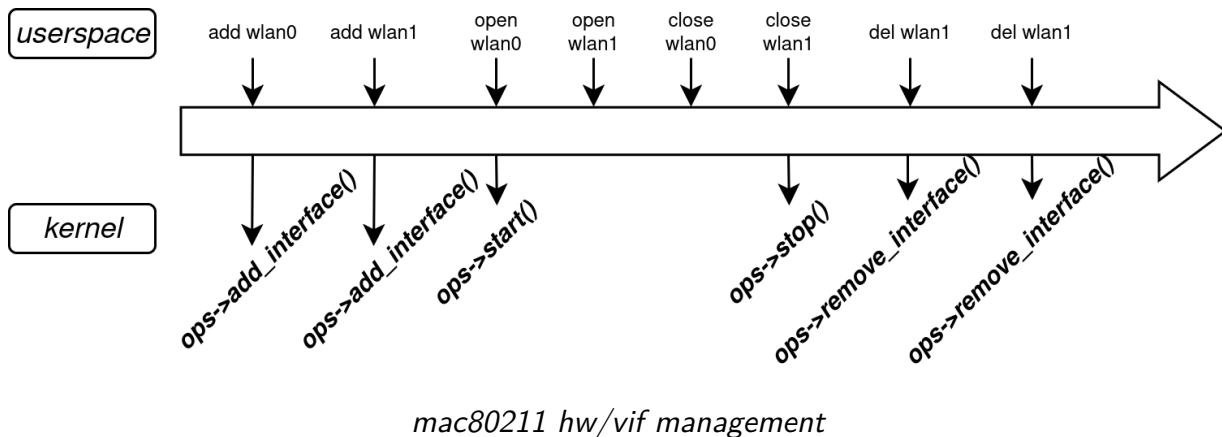 userspace
add wlan0
add wlan1
open
wlan0
open
wlan1
close
wlan0
close
wlan1
del wlan1
del wlan1
kernel
ops->add_interface()
ops->add_interface()
ops->start()
ops->stop()
ops->remove_interface()
ops->remove_interface()
mac80211 hw/vif management